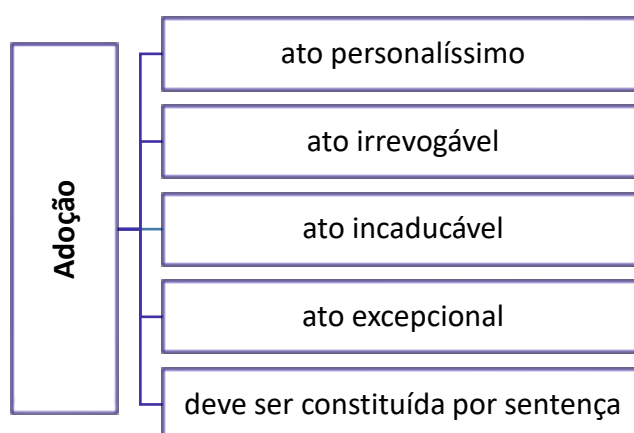 Adoção
ato personalíssimo
ato irrevogável
ato incaducável
ato excepcional
deve ser constituída por sentença